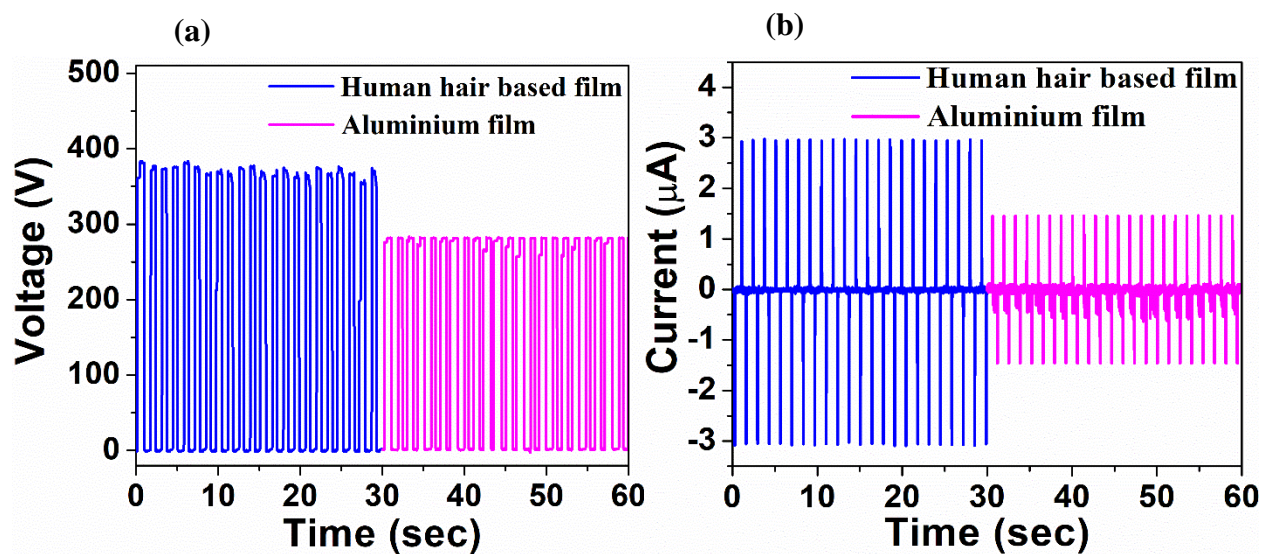 (a)
Human hair based film
Aluminium film
500
400
300
200
100
0
Voltage (V)
0 10 20 30 40 50 60
Time (sec)
(b)
Human hair based film
Aluminium film
4
3
2
1
0
-1
-2
-3
Current (μA)
0 10 20 30 40 50 60
Time (sec)